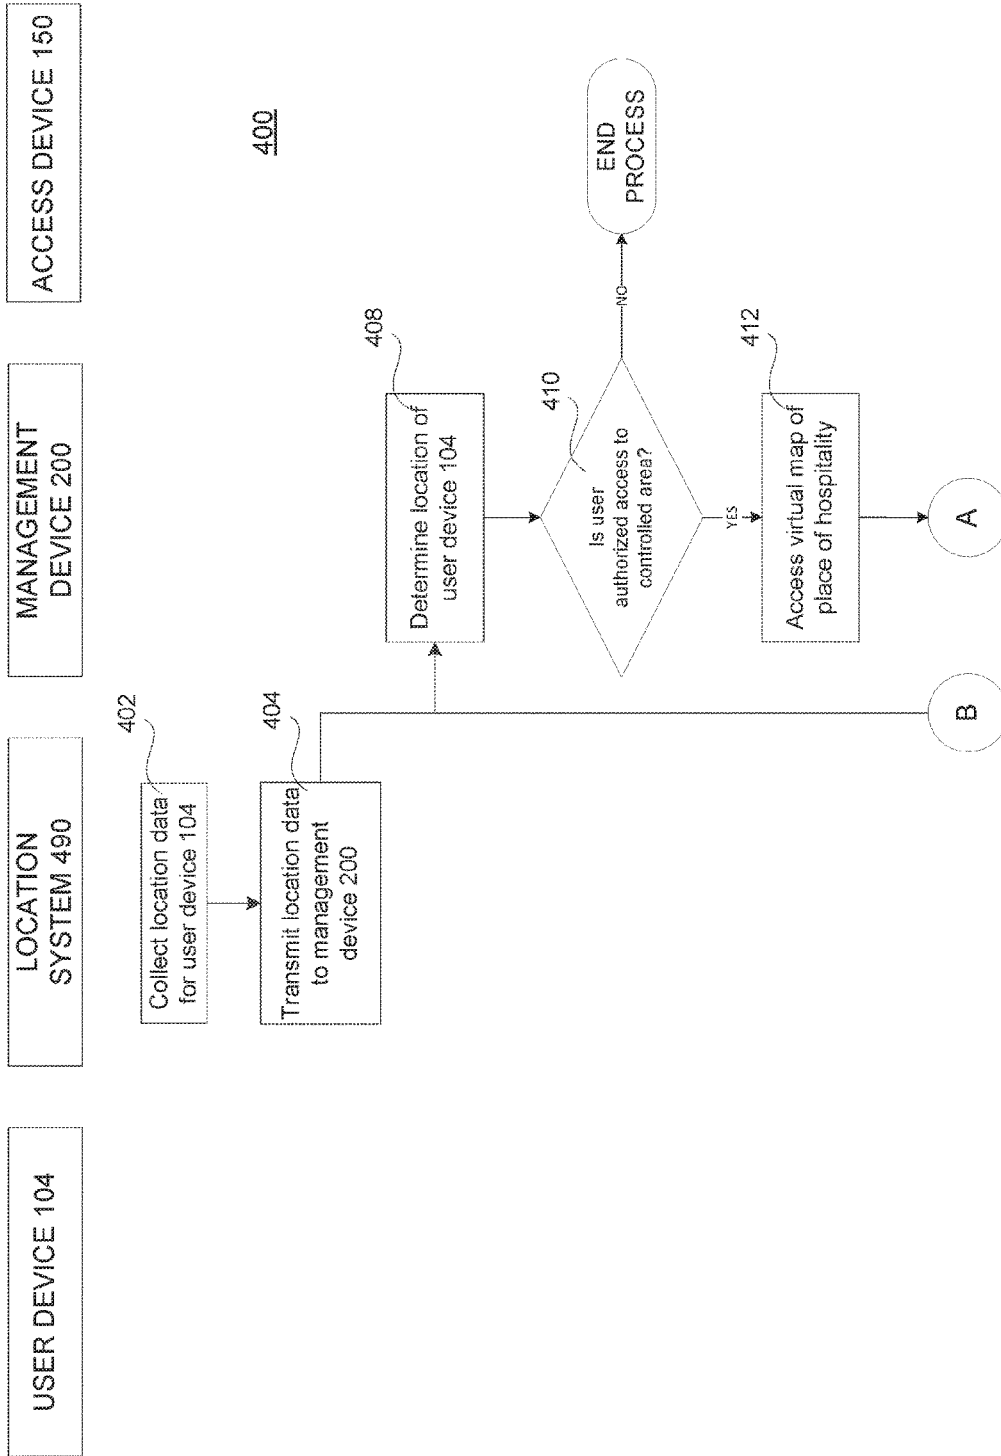 USER DEVICE 104
LOCATION
SYSTEM 490
MANAGEMENT
DEVICE 200
ACCESS DEVICE 150
400
402
Collect location data
for user device 104
404
Transmit location data
to management
device 200
408
Determine location of
user device 104
410
Is user
authorized access to
controlled area?
NO
END
PROCESS
YES
412
Access virtual map of
place of hospitality
B
A